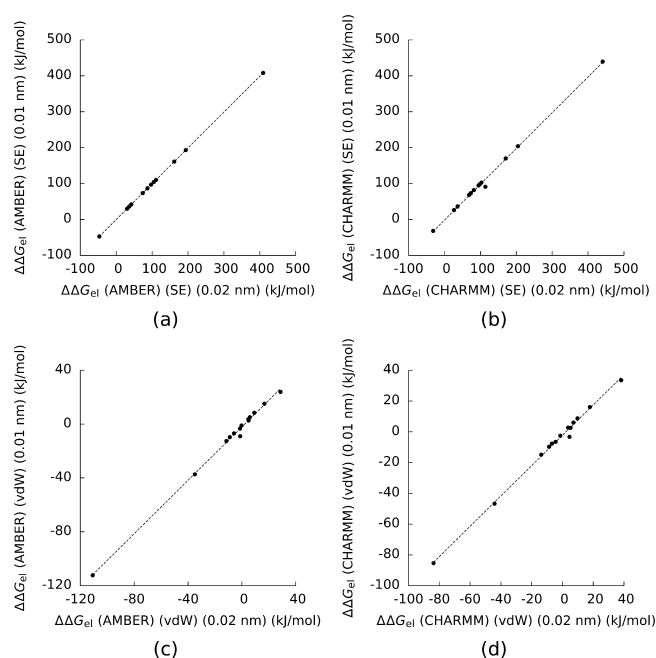 500
400
300
200
100
0
-100
-100 0 100 200 300 400 500
ΔΔGel (AMBER) (SE) (0.01 nm) (kJ/mol)
ΔΔGel (AMBER) (SE) (0.02 nm) (kJ/mol)
(a)
500
400
300
200
100
0
-100
-100 0 100 200 300 400 500
ΔΔGel (CHARMM) (SE) (0.01 nm) (kJ/mol)
ΔΔGel (CHARMM) (SE) (0.02 nm) (kJ/mol)
(b)
40
0
-40
-80
-120
-120 -80 -40 0 40
ΔΔGel (AMBER) (vdW) (0.01 nm) (kJ/mol)
ΔΔGel (AMBER) (vdW) (0.02 nm) (kJ/mol)
(c)
40
20
0
-20
-40
-60
-80
-100
-100 -80 -60 -40 -20 0 20 40
ΔΔGel (CHARMM) (vdW) (0.01 nm) (kJ/mol)
ΔΔGel (CHARMM) (vdW) (0.02 nm) (kJ/mol)
(d)